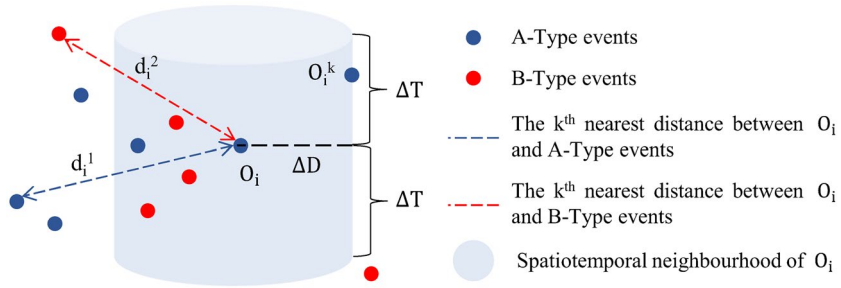 d_i^2
O_i^k
ΔT
d_i^1
O_i
ΔD
ΔT
A-Type events
B-Type events
The k^th nearest distance between O_i
and A-Type events
The k^th nearest distance between O_i
and B-Type events
Spatiotemporal neighbourhood of O_i